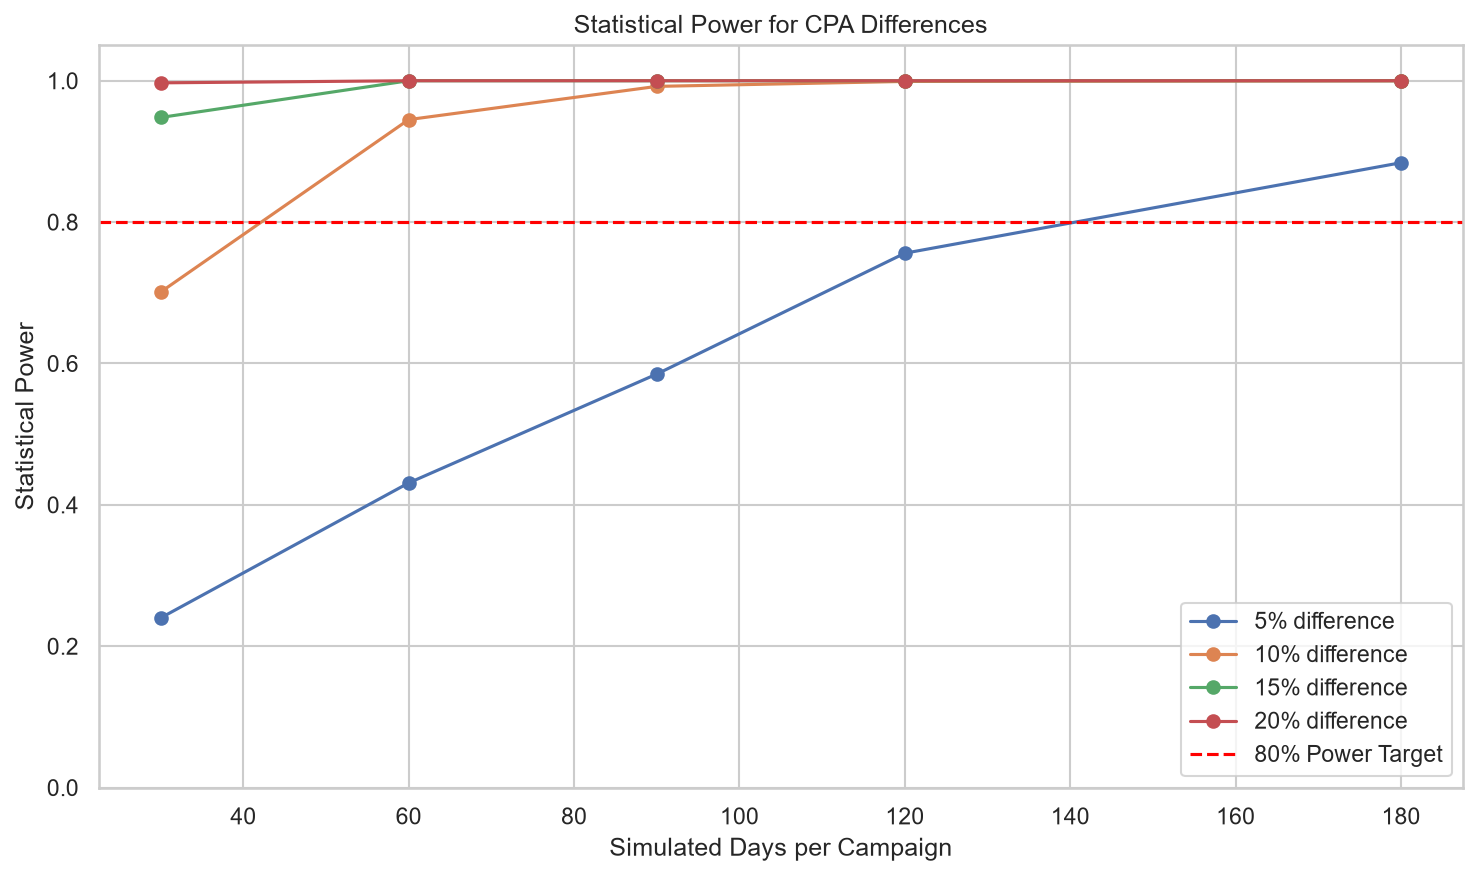 Statistical Power for CPA Differences
Statistical Power
1.0
0.8
0.6
0.4
0.2
0.0
40 60 80 100 120 140 160 180
Simulated Days per Campaign
5% difference
10% difference
15% difference
20% difference
80% Power Target